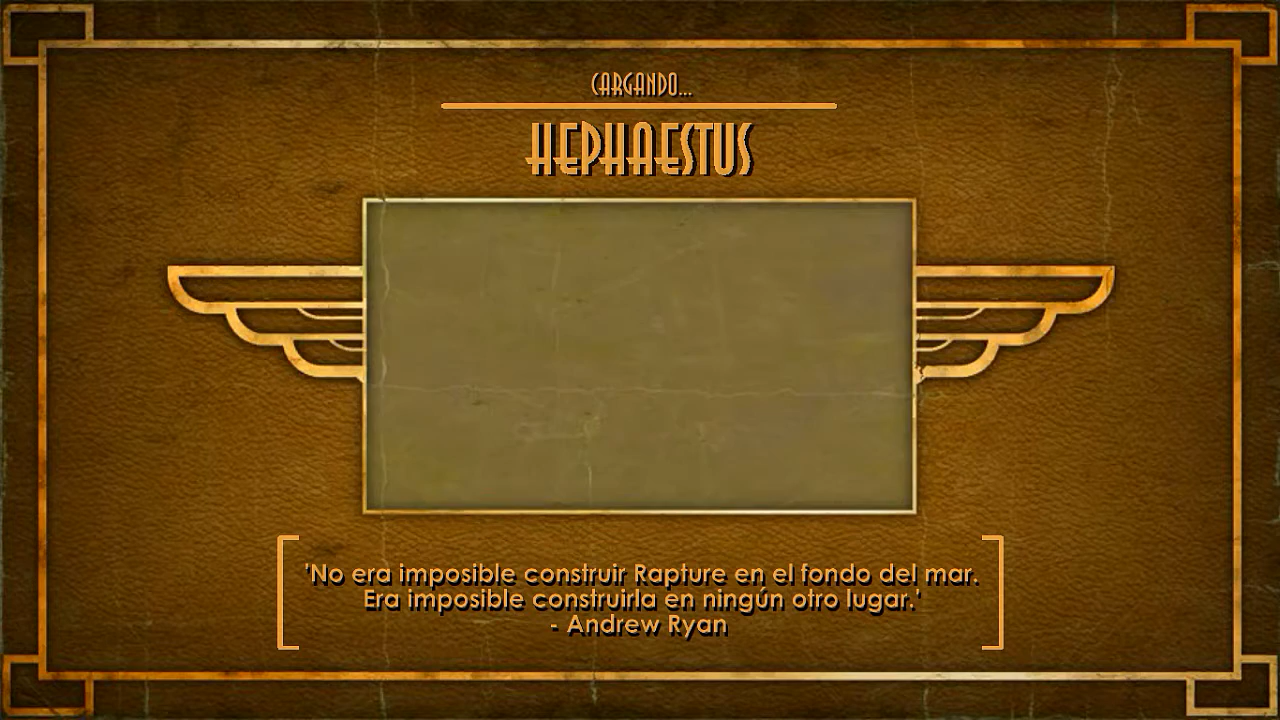 CARGANDO...
HEPHAESTUS
'No era imposible construir Rapture en el fondo del mar.
Era imposible construirla en ningún otro lugar.'
- Andrew Ryan